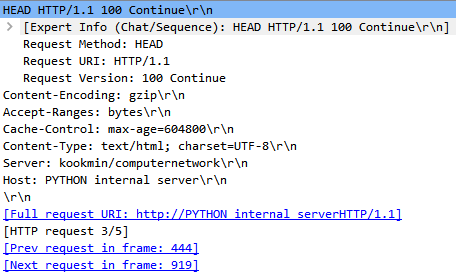 HEAD HTTP/1.1 100 Continue\r\n
[Expert Info (Chat/Sequence): HEAD HTTP/1.1 100 Continue\r\n]
Request Method: HEAD
Request URI: HTTP/1.1
Request Version: 100 Continue
Content-Encoding: gzip\r\n
Accept-Ranges: bytes\r\n
Cache-Control: max-age=604800\r\n
Content-Type: text/html; charset=UTF-8\r\n
Server: kookmin/computernetwork\r\n
Host: PYTHON internal server\r\n
\r\n
[Full request URI: http://PYTHON internal serverHTTP/1.1]
[HTTP request 3/5]
[Prev request in frame: 444]
[Next request in frame: 919]